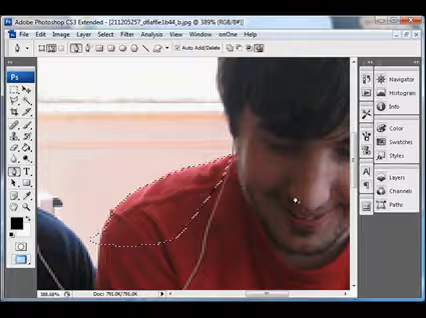 Adobe Photoshop CS3 Extended - [211205257_d6af6e1b44_b.jpg @ 389% (RGB/8#)]
File Edit Image Layer Select Filter Analysis View Window onOne Help
Auto Add/Delete
Ps
Navigator
Histogram
Info
Color
Swatches
Styles
Layers
Channels
Paths
T
A
388.68% Doc: 791.0K/791.0K